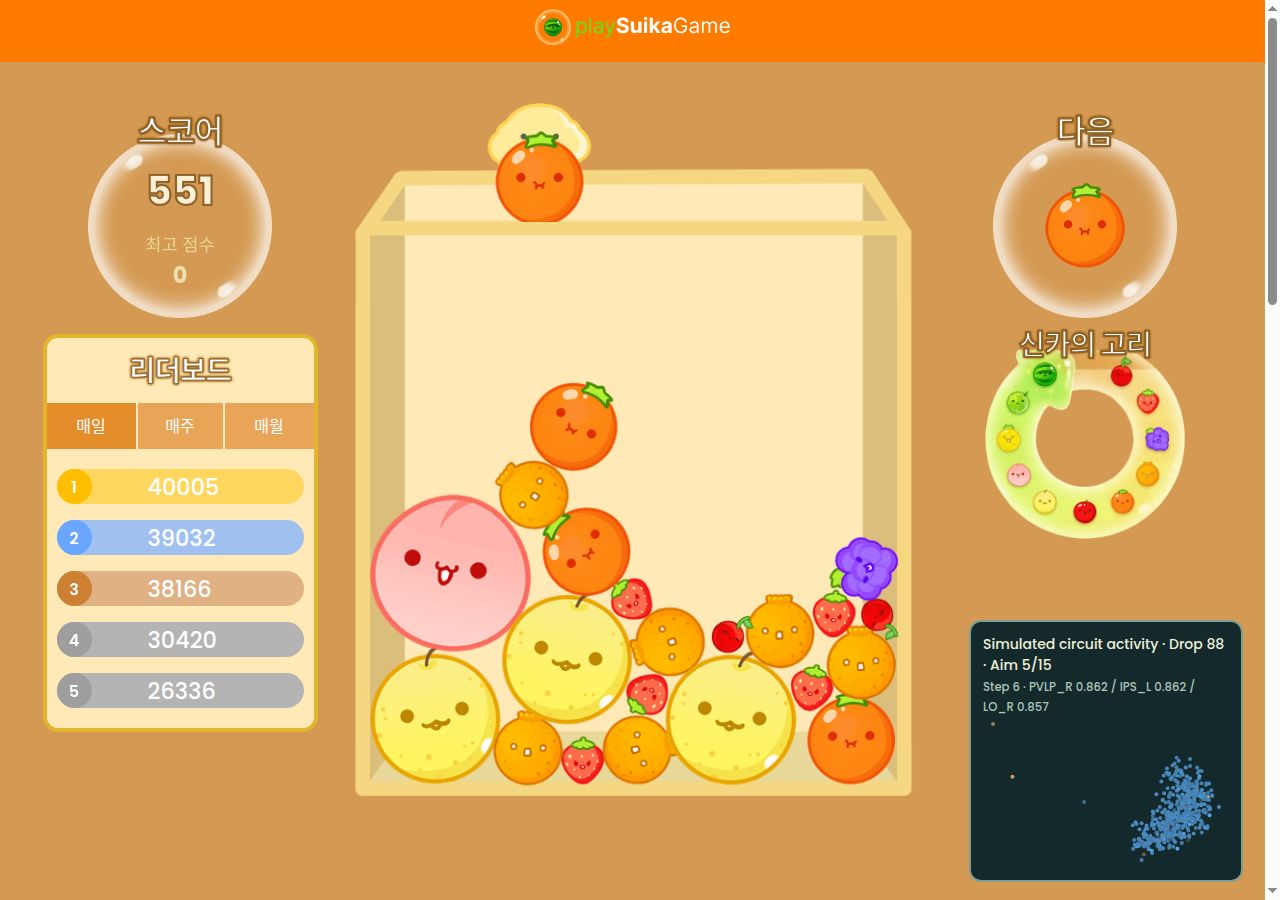 playSuikaGame
스코어
551
최고 점수
0
리더보드
매일 매주 매월
1 40005
2 39032
3 38166
4 30420
5 26336
다음
신카의 고리
Simulated circuit activity · Drop 88
· Aim 5/15
Step 6 · PVLP_R 0.862 / IPS_L 0.862 /
LO_R 0.857